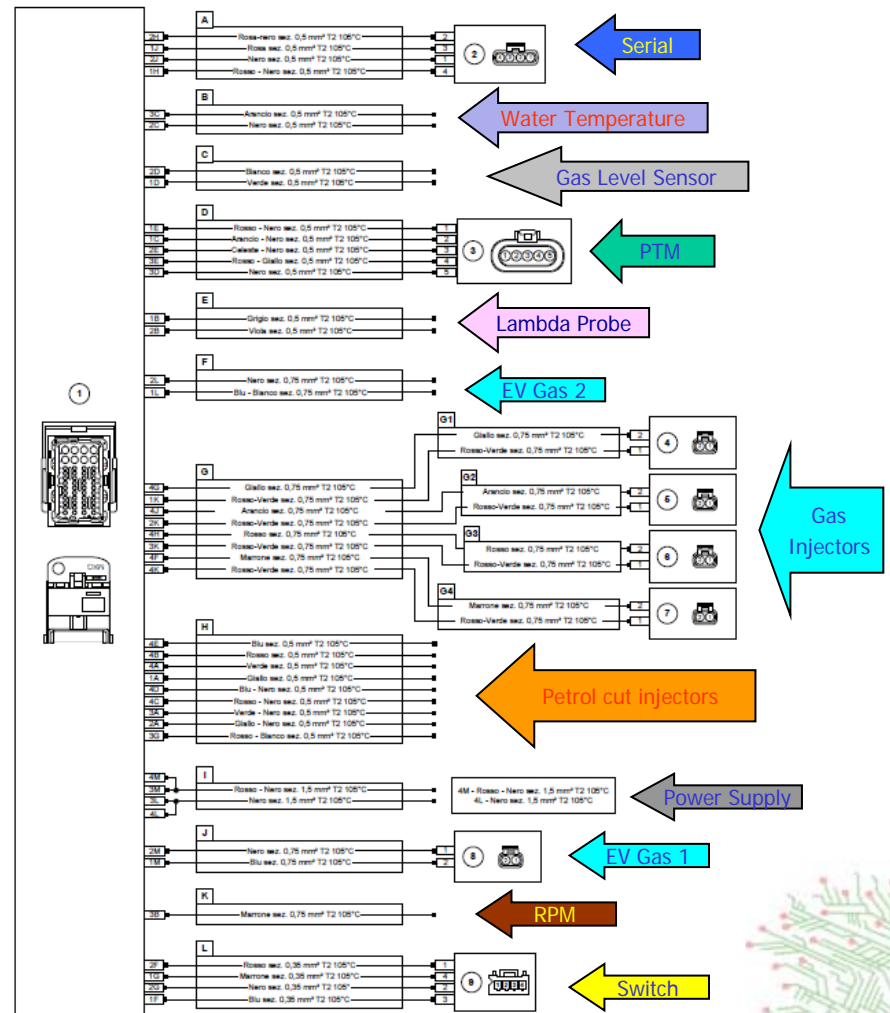 A
2H Rosa-nero sez. 0,5 mm² T2 105°C 2
1J Rosa sez. 0,5 mm² T2 105°C 3
2J Nero sez. 0,5 mm² T2 105°C 1
1H Rosso - Nero sez. 0,5 mm² T2 105°C 4
2
Serial
B
3C Arancio sez. 0,5 mm² T2 105°C
2C Nero sez. 0,5 mm² T2 105°C
Water Temperature
C
2D Bianco sez. 0,5 mm² T2 105°C
1D Verde sez. 0,5 mm² T2 105°C
Gas Level Sensor
D
1E Rosso - Nero sez. 0,5 mm² T2 105°C 1
1C Arancio - Nero sez. 0,5 mm² T2 105°C 2
2E Celeste - Nero sez. 0,5 mm² T2 105°C 3
3E Rosso - Giallo sez. 0,5 mm² T2 105°C 4
3D Nero sez. 0,5 mm² T2 105°C 5
3
1 2 3 4 5
PTM
E
1B Grigio sez. 0,5 mm² T2 105°C
2B Viola sez. 0,5 mm² T2 105°C
Lambda Probe
F
2L Nero sez. 0,75 mm² T2 105°C
1L Blu - Bianco sez. 0,75 mm² T2 105°C
EV Gas 2
1
G
4G Giallo sez. 0,75 mm² T2 105°C
1K Rosso-Verde sez. 0,75 mm² T2 105°C
4J Arancio sez. 0,75 mm² T2 105°C
2K Rosso-Verde sez. 0,75 mm² T2 105°C
4H Rosso sez. 0,75 mm² T2 105°C
3K Rosso-Verde sez. 0,75 mm² T2 105°C
4F Marrone sez. 0,75 mm² T2 105°C
4K Rosso-Verde sez. 0,75 mm² T2 105°C
G1
Giallo sez. 0,75 mm² T2 105°C 2
Rosso-Verde sez. 0,75 mm² T2 105°C 1
4
G2
Arancio sez. 0,75 mm² T2 105°C 2
Rosso-Verde sez. 0,75 mm² T2 105°C 1
5
G3
Rosso sez. 0,75 mm² T2 105°C 2
Rosso-Verde sez. 0,75 mm² T2 105°C 1
6
G4
Marrone sez. 0,75 mm² T2 105°C 2
Rosso-Verde sez. 0,75 mm² T2 105°C 1
7
Gas
Injectors
H
4E Blu sez. 0,5 mm² T2 105°C
4B Rosso sez. 0,5 mm² T2 105°C
4A Verde sez. 0,5 mm² T2 105°C
1A Giallo sez. 0,5 mm² T2 105°C
4D Blu - Nero sez. 0,5 mm² T2 105°C
4C Rosso - Nero sez. 0,5 mm² T2 105°C
3A Verde - Nero sez. 0,5 mm² T2 105°C
2A Giallo - Nero sez. 0,5 mm² T2 105°C
3G Rosso - Bianco sez. 0,5 mm² T2 105°C
Petrol cut injectors
I
4M
3M Rosso - Nero sez. 1,5 mm² T2 105°C
3L Nero sez. 1,5 mm² T2 105°C
4L
4M - Rosso - Nero sez. 1,5 mm² T2 105°C
4L - Nero sez. 1,5 mm² T2 105°C
Power Supply
J
2M Nero sez. 0,75 mm² T2 105°C 1
1M Blu sez. 0,75 mm² T2 105°C 2
8
EV Gas 1
K
3B Marrone sez. 0,75 mm² T2 105°C
RPM
L
2F Rosso sez. 0,35 mm² T2 105°C 1
1G Marrone sez. 0,35 mm² T2 105°C 4
2G Nero sez. 0,35 mm² T2 105° 2
1F Blu sez. 0,35 mm² T2 105°C 3
9
1 2 3 4
Switch